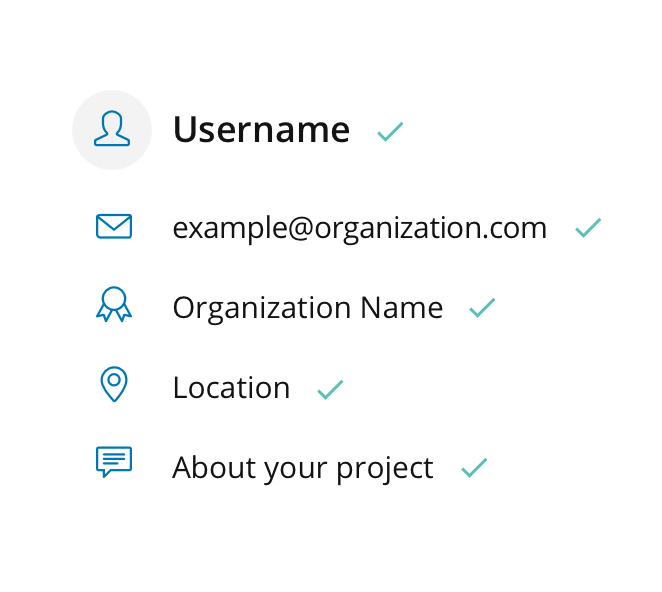 Username
example@organization.com
Organization Name
Location
About your project